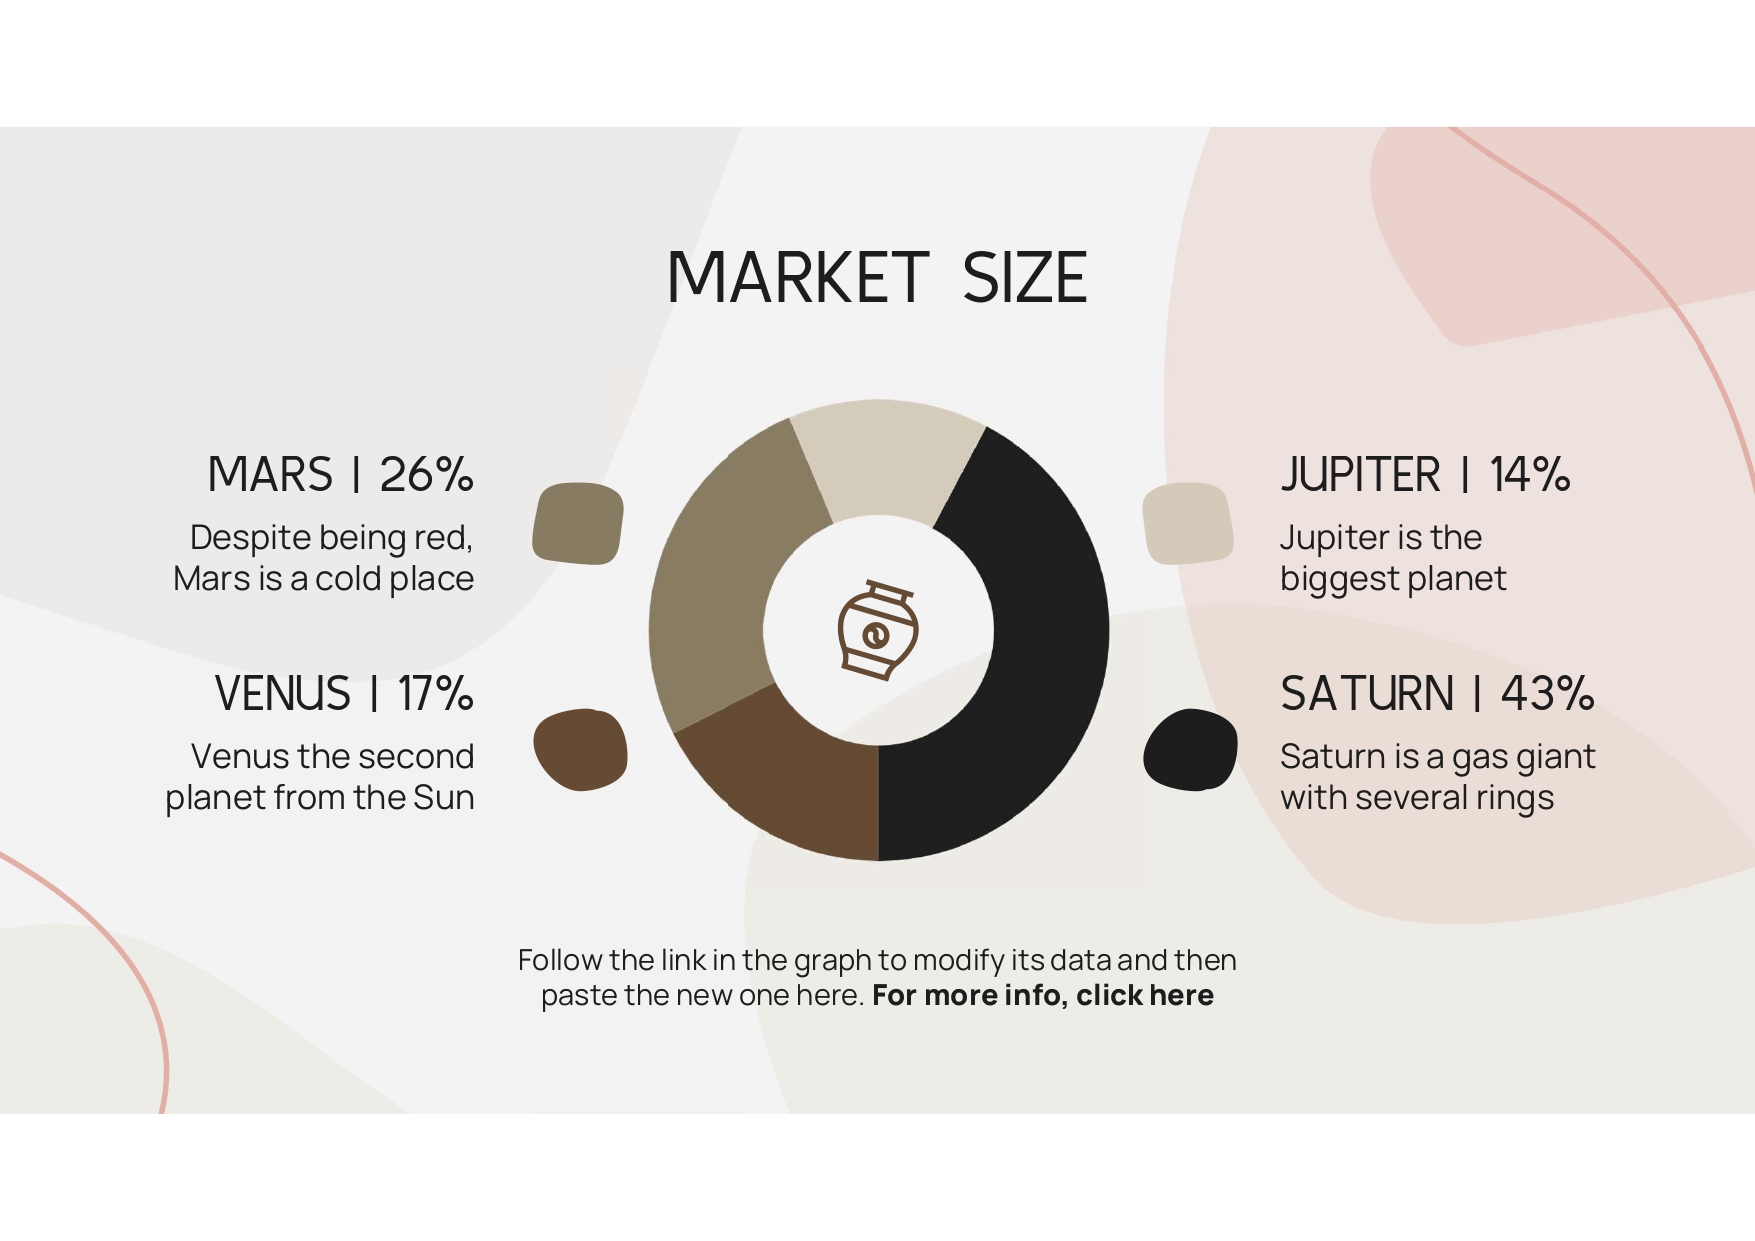 MARKET SIZE
MARS | 26%
Despite being red,
Mars is a cold place
JUPITER | 14%
Jupiter is the
biggest planet
VENUS | 17%
Venus the second
planet from the Sun
SATURN | 43%
Saturn is a gas giant
with several rings
Follow the link in the graph to modify its data and then
paste the new one here. For more info, click here